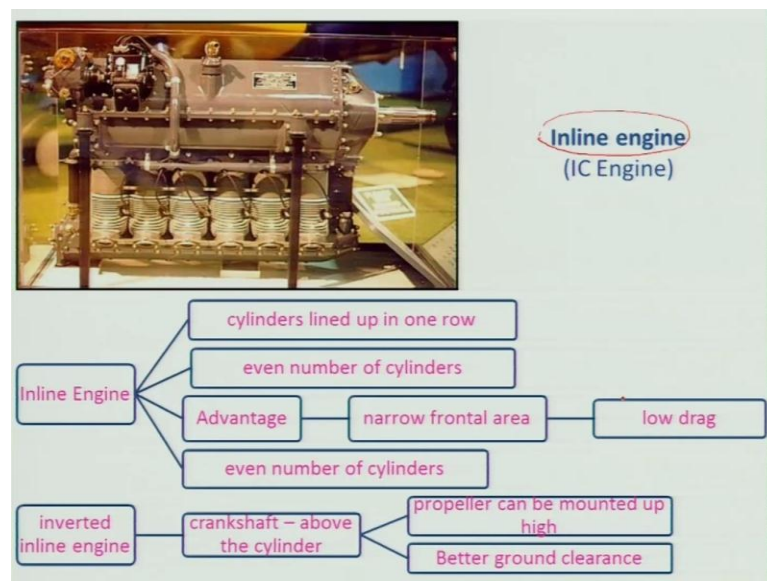 Inline engine
(IC Engine)
cylinders lined up in one row
even number of cylinders
Inline Engine
Advantage
narrow frontal area
low drag
even number of cylinders
inverted
inline engine
crankshaft – above
the cylinder
propeller can be mounted up
high
Better ground clearance